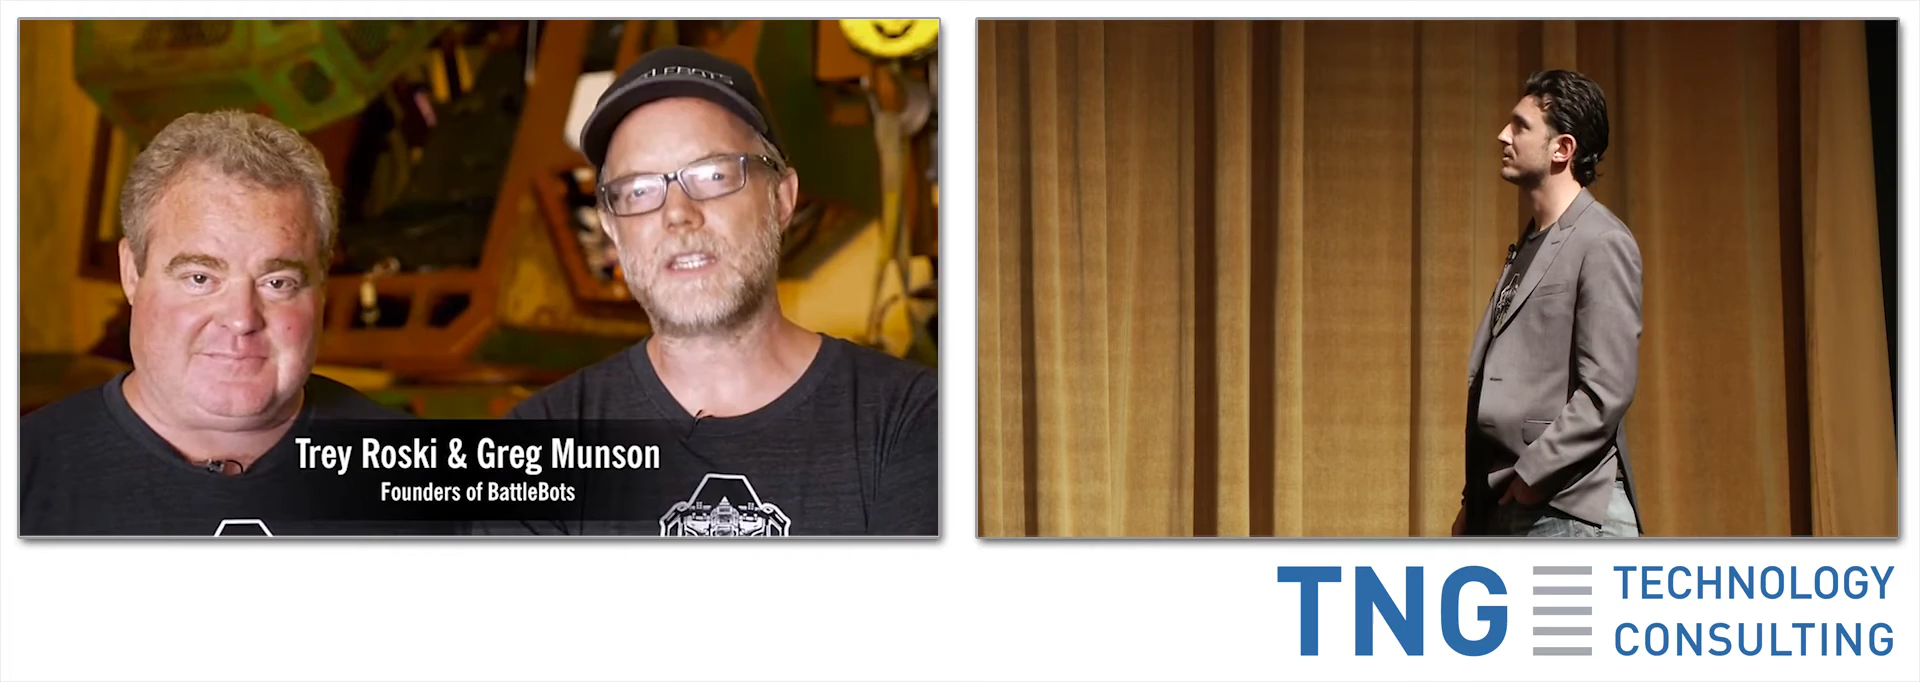 Trey Roski & Greg Munson
Founders of BattleBots
TNG TECHNOLOGY
CONSULTING